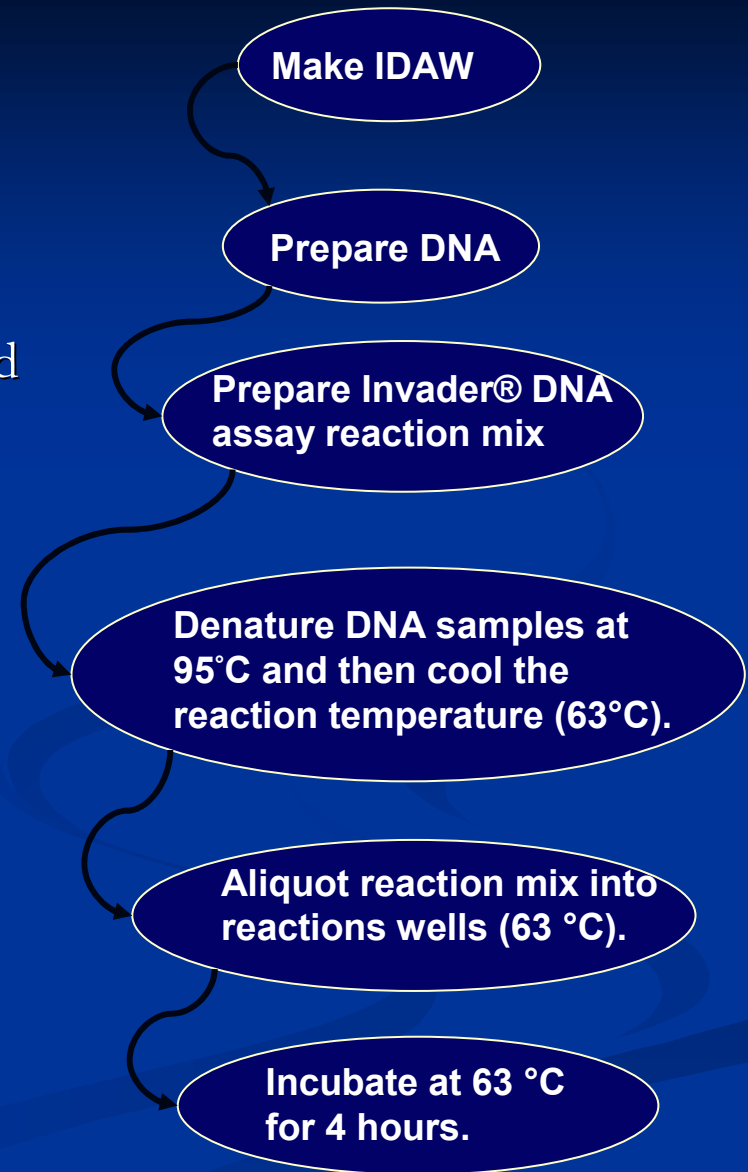 Make IDAW
Prepare DNA
d
Prepare Invader® DNA
assay reaction mix
Denature DNA samples at
95°C and then cool the
reaction temperature (63°C).
Aliquot reaction mix into
reactions wells (63 °C).
Incubate at 63 °C
for 4 hours.